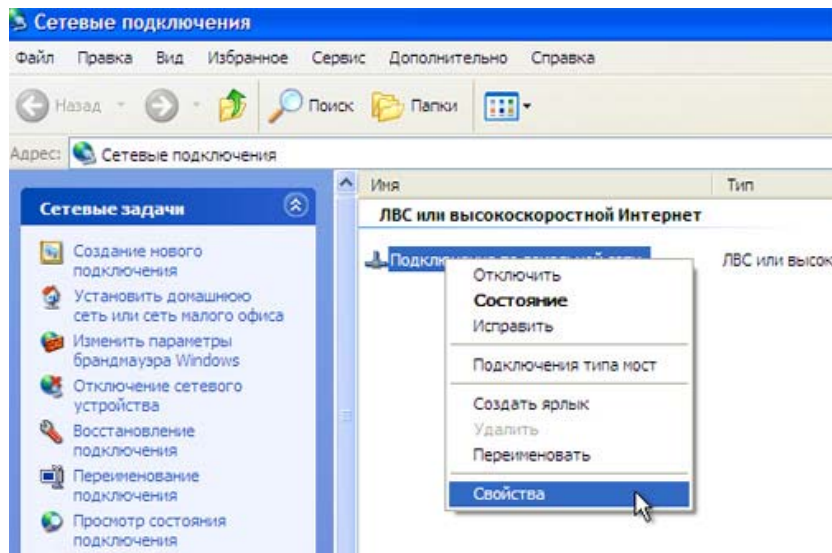 Сетевые подключения
Файл Правка Вид Избранное Сервис Дополнительно Справка
Назад Поиск Папки
Адрес: Сетевые подключения
Имя Тип
Сетевые задачи
ЛВС или высокоскоростной Интернет
Создание нового
подключения
Установить домашнюю
сеть или сеть малого офиса
Изменить параметры
брандмауэра Windows
Отключение сетевого
устройства
Восстановление
подключения
Переименование
подключения
Просмотр состояния
подключения
ЛВС или
Отключить
Состояние
Исправить
Подключения типа мост
Создать ярлык
Удалить
Переименовать
Свойства